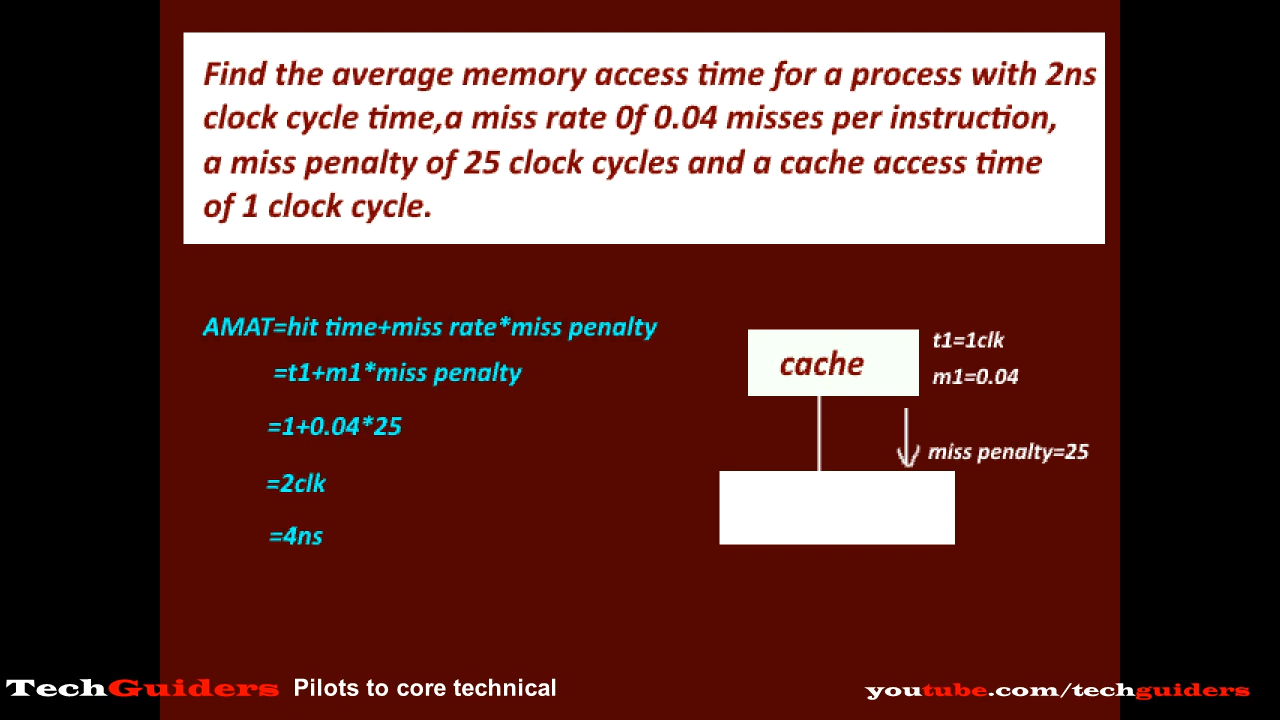 Find the average memory access time for a process with 2ns
clock cycle time,a miss rate 0f 0.04 misses per instruction,
a miss penalty of 25 clock cycles and a cache access time
of 1 clock cycle.
AMAT=hit time+miss rate*miss penalty
=t1+m1*miss penalty
=1+0.04*25
=2clk
=4ns
cache
t1=1clk
m1=0.04
miss penalty=25
TechGuiders Pilots to core technical
youtube.com/techguiders